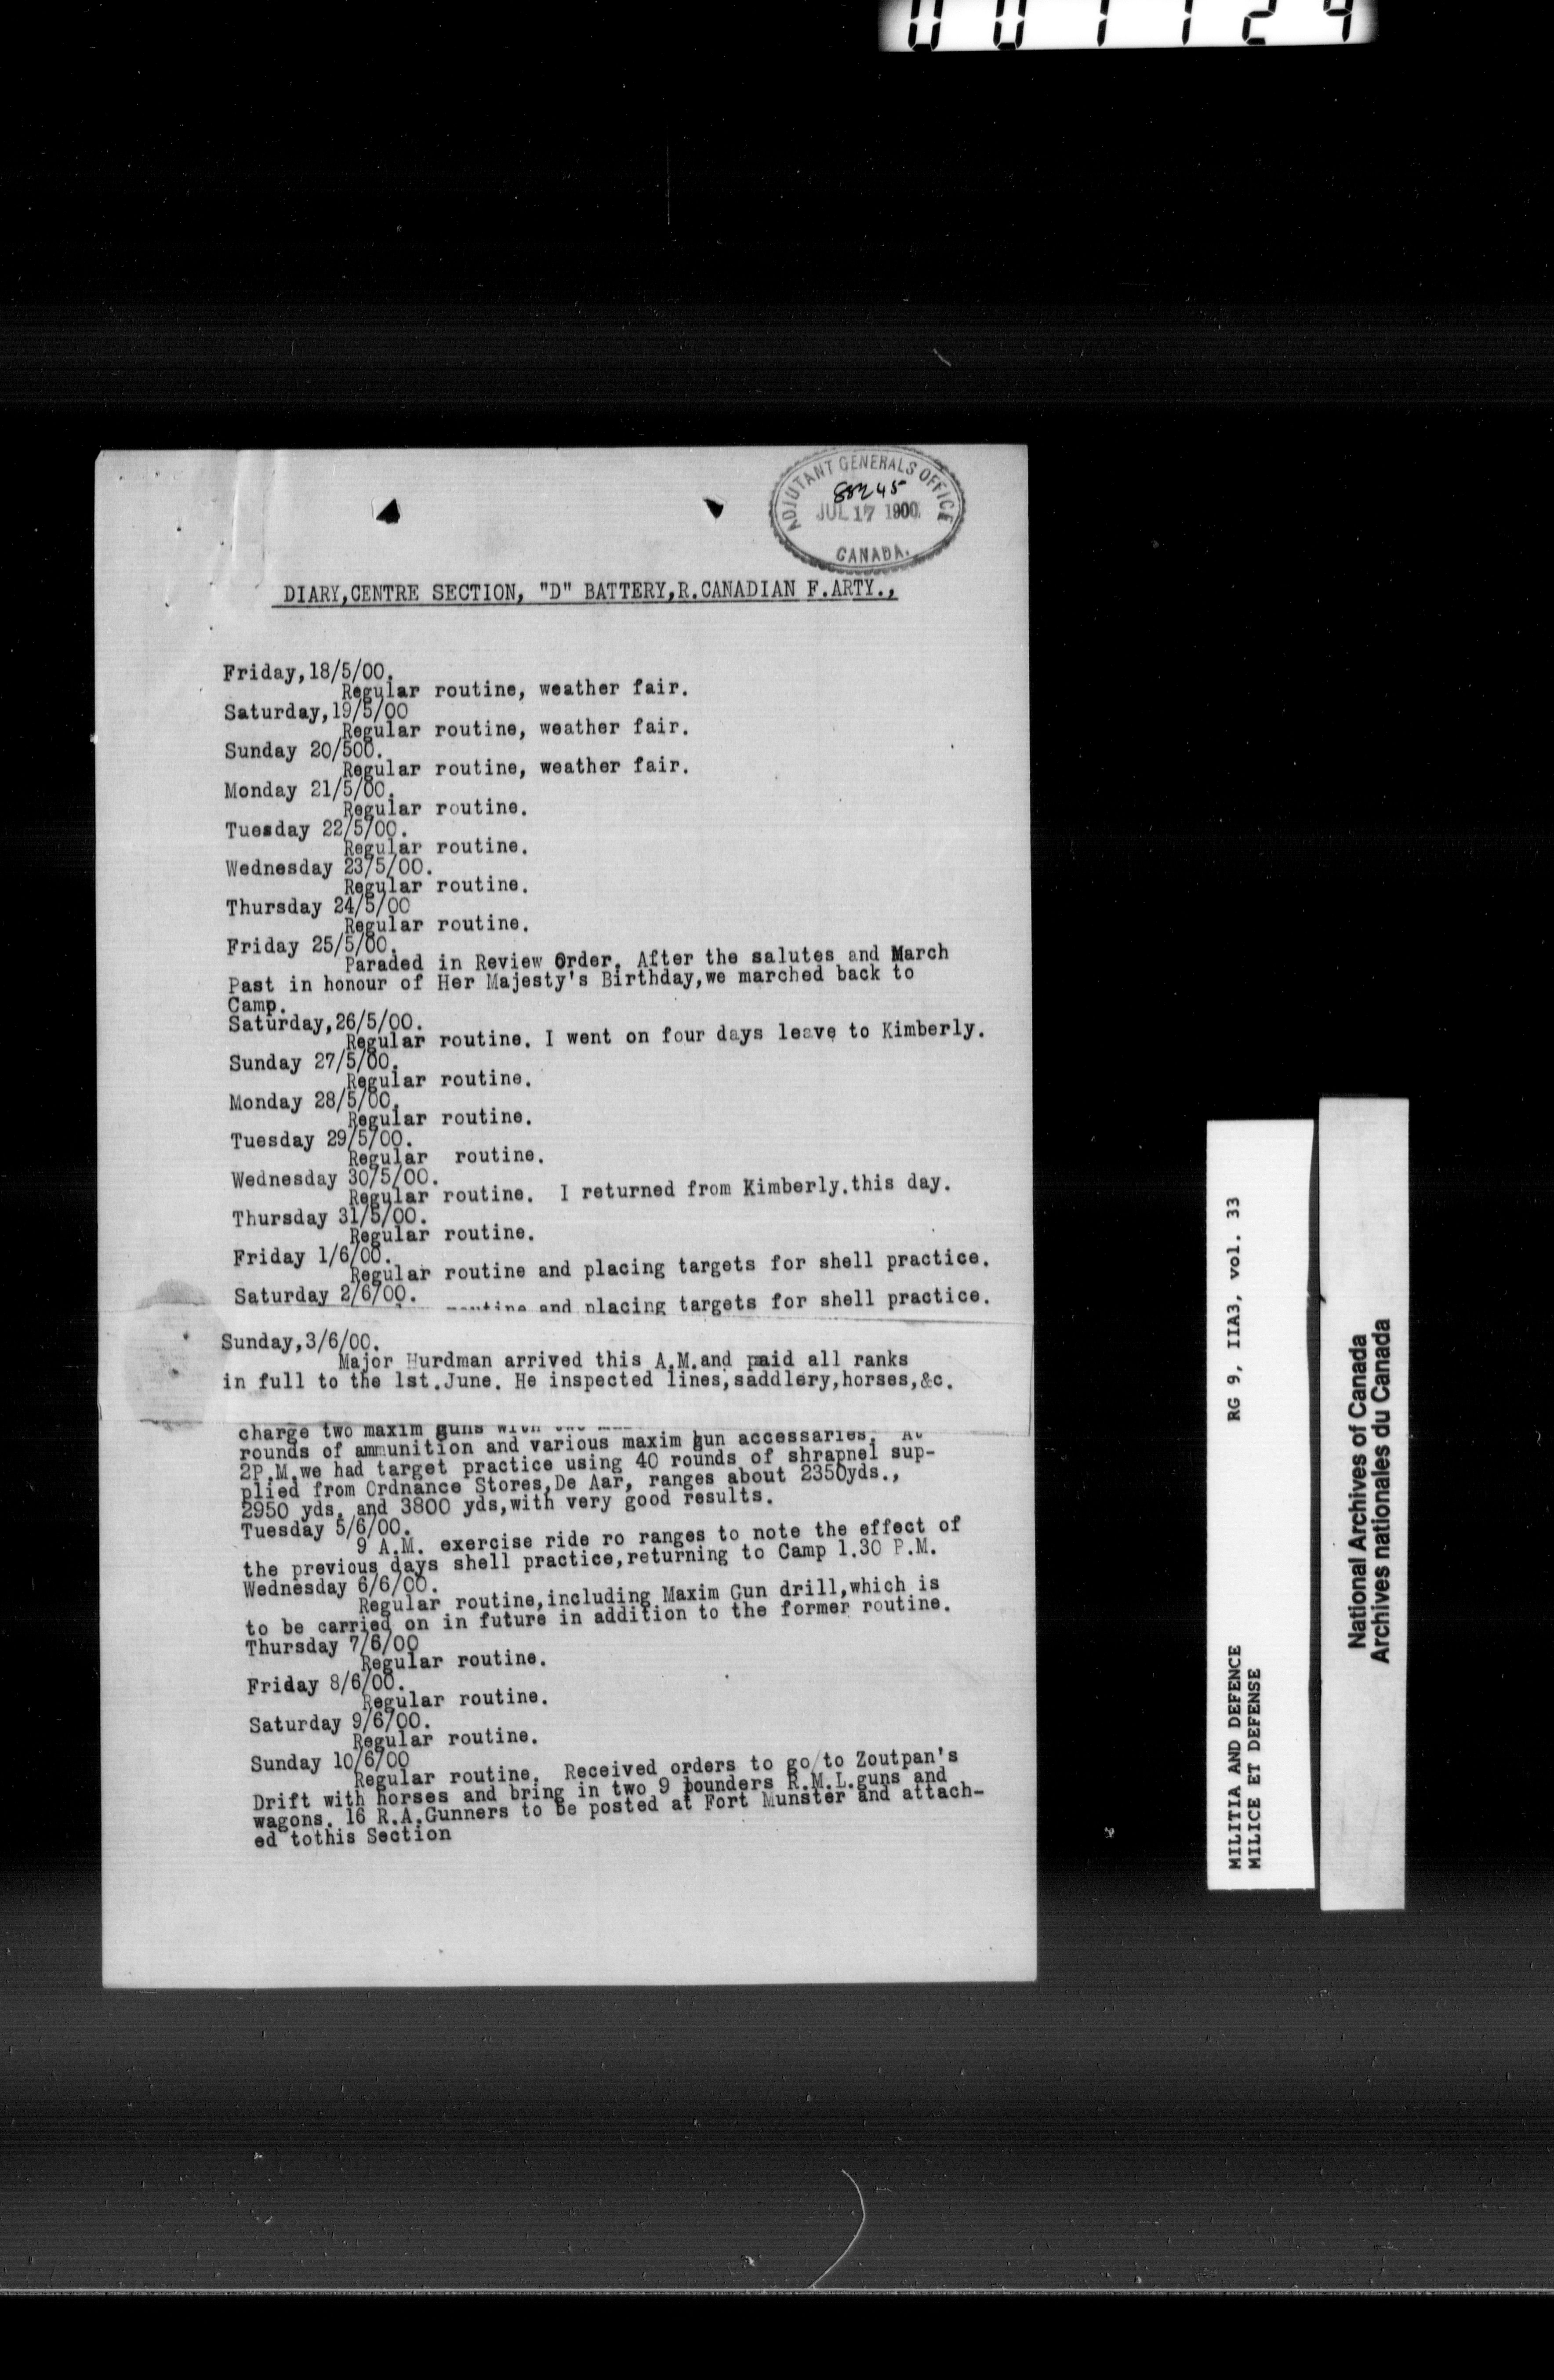 001124
ADJUTANT GENERALS OFFICE
88245
JUL 17 1900
CANADA.
DIARY,CENTRE SECTION, "D" BATTERY,R.CANADIAN F.ARTY.,
Friday,18/5/00.
Regular routine, weather fair.
Saturday,19/5/00
Regular routine, weather fair.
Sunday 20/500.
Regular routine, weather fair.
Monday 21/5/00.
Regular routine.
Tuesday 22/5/00.
Regular routine.
Wednesday 23/5/00.
Regular routine.
Thursday 24/5/00
Regular routine.
Friday 25/5/00.
Paraded in Review Order. After the salutes and March
Past in honour of Her Majesty's Birthday,we marched back to
Camp.
Saturday,26/5/00.
Regular routine. I went on four days leave to Kimberly.
Sunday 27/5/00.
Regular routine.
Monday 28/5/00.
Regular routine.
Tuesday 29/5/00.
Regular routine.
Wednesday 30/5/00.
Regular routine. I returned from Kimberly.this day.
Thursday 31/5/00.
Regular routine.
Friday 1/6/00.
Regular routine and placing targets for shell practice.
Saturday 2/6/00.
routine and placing targets for shell practice.
Sunday,3/6/00.
Major Hurdman arrived this A.M.and paid all ranks
in full to the 1st.June. He inspected lines,saddlery,horses,&c.
charge two maxim guns with
rounds of ammunition and various maxim gun accessaries. At
2P.M.we had target practice using 40 rounds of shrapnel sup-
plied from Ordnance Stores,De Aar, ranges about 2350yds.,
2950 yds. and 3800 yds,with very good results.
Tuesday 5/6/00.
9 A.M. exercise ride ro ranges to note the effect of
the previous days shell practice,returning to Camp 1.30 P.M.
Wednesday 6/6/00.
Regular routine,including Maxim Gun drill,which is
to be carried on in future in addition to the former routine.
Thursday 7/6/00
Regular routine.
Friday 8/6/00.
Regular routine.
Saturday 9/6/00.
Regular routine.
Sunday 10/6/00
Regular routine. Received orders to go/to Zoutpan's
Drift with horses and bring in two 9 pounders R.M.L.guns and
wagons. 16 R.A.Gunners to be posted at Fort Munster and attach-
ed tothis Section
MILITIA AND DEFENCE RG 9, IIA3, vol. 33
MILICE ET DEFENSE
National Archives of Canada
Archives nationales du Canada